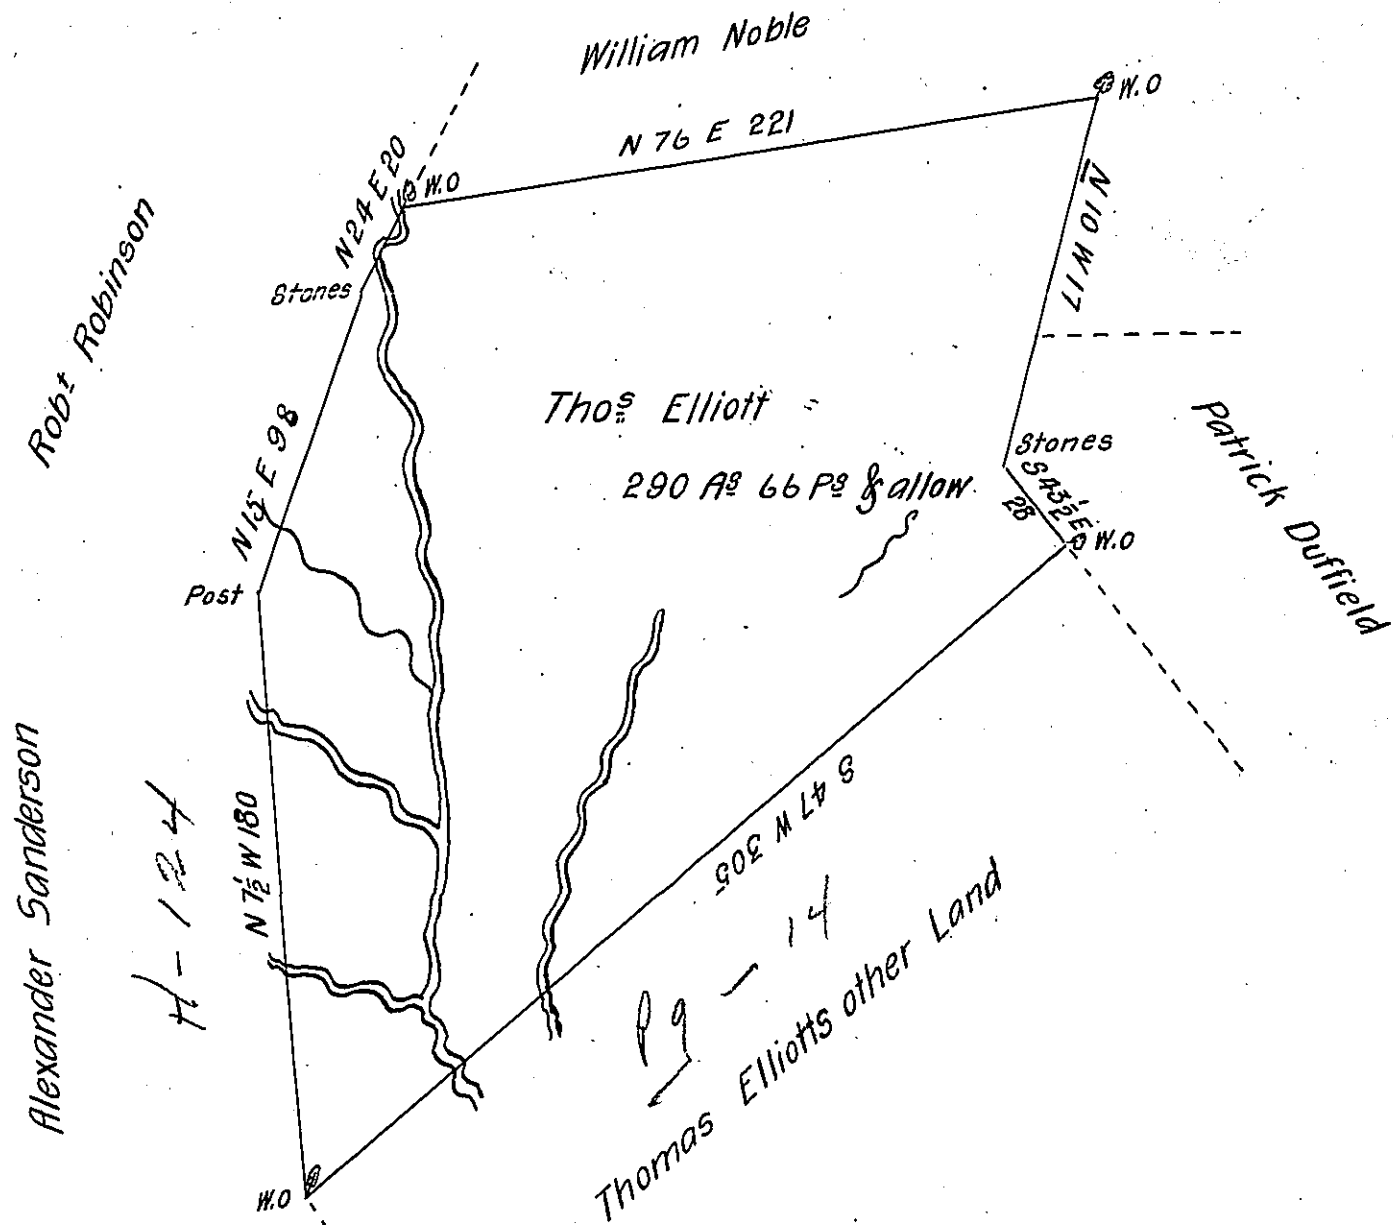 William Noble
W.O
N 76 E 221
N 24 E 20
W.O
Stones
Robt Robinson
N 10 W 117
Thos Elliott
290 As 66 Ps & allow
Stones
S 43½ E
28
W.O
Patrick Duffield
N 15 E 98
Post
Alexander Sanderson
H-124
N 7½ W 180
S 47 W 305
Pg - 14
Thomas Elliotts other Land
W.O